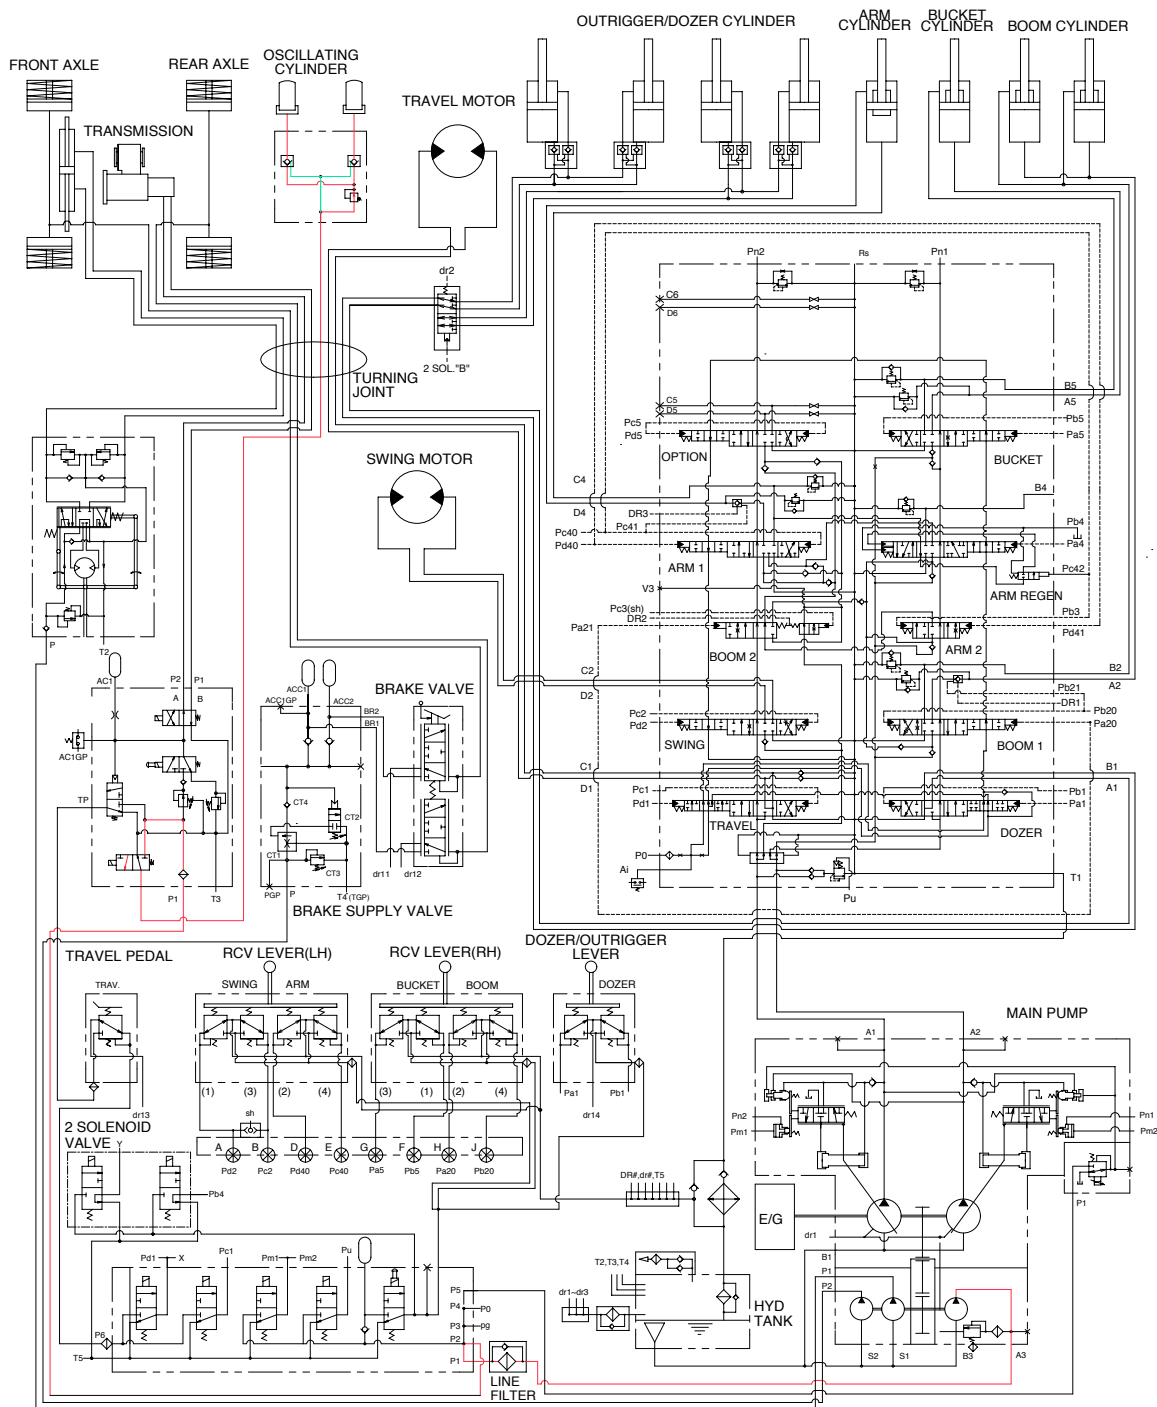 OUTRIGGER/DOZER CYLINDER
ARM
CYLINDER
BUCKET
CYLINDER
BOOM CYLINDER
FRONT AXLE
REAR AXLE
OSCILLATING
CYLINDER
TRAVEL MOTOR
TRANSMISSION
dr2
Pn2
Rs
Pn1
C6
D6
2 SOL."B"
TURNING
JOINT
B5
A5
C5
D5
Pc5
Pd5
Pb5
Pa5
OPTION
BUCKET
SWING MOTOR
C4
B4
D4
DR3
Pc41
Pc40
Pd40
Pb4
Pa4
Pc42
ARM 1
ARM REGEN
V3
Pc3(sh)
DR2
Pa21
Pb3
Pd41
BOOM 2
ARM 2
P
T2
C2
D2
B2
A2
Pb21
DR1
AC1
P2
P1
A
B
ACC1
ACC2
ACC1GP
BR2
BR1
BRAKE VALVE
Pc2
Pd2
Pb20
Pa20
SWING
BOOM 1
AC1GP
C1
D1
B1
A1
Pc1
Pd1
Pb1
Pa1
TRAVEL
DOZER
TP
CT4
CT2
CT1
CT3
dr11
dr12
P0
Ai
T1
Pu
P1
T3
PGP
P
T4(TGP)
BRAKE SUPPLY VALVE
TRAVEL PEDAL
RCV LEVER(LH)
RCV LEVER(RH)
DOZER/OUTRIGGER
LEVER
TRAV.
SWING
ARM
BUCKET
BOOM
DOZER
MAIN PUMP
A1
A2
(1)
(3)
(2)
(4)
(3)
(1)
(2)
(4)
Pa1
Pb1
dr13
dr14
Pn2
Pm1
Pn1
Pm2
sh
2 SOLENOID
VALVE
Y
A
B
D
E
G
F
H
J
Pd2
Pc2
Pd40
Pc40
Pa5
Pb5
Pa20
Pb20
DR#,dr#,T5
Pb4
P1
E/G
dr1
Pd1
X
Pc1
Pm1
Pm2
Pu
T2,T3,T4
dr1~dr3
B1
P1
P2
P5
P4
P0
P3
pg
P2
P1
P6
T5
HYD
TANK
LINE
FILTER
S2
S1
B3
A3